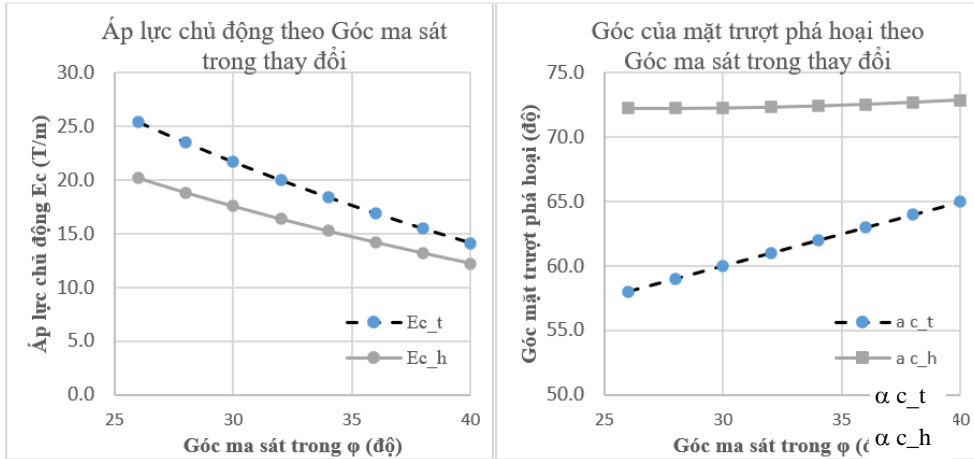 Áp lực chủ động theo Góc ma sát
trong thay đổi
30.0
25.0
20.0
15.0
10.0
5.0
0.0
25
30
35
40
Áp lực chủ động Ec (T/m)
Góc ma sát trong φ (độ)
Ec_t
Ec_h
Góc của mặt trượt phá hoại theo
Góc ma sát trong thay đổi
75.0
70.0
65.0
60.0
55.0
50.0
25
30
35
40
Góc mặt trượt phá hoại (độ)
Góc ma sát trong φ (
a c_t
a c_h
α c_t
α c_h